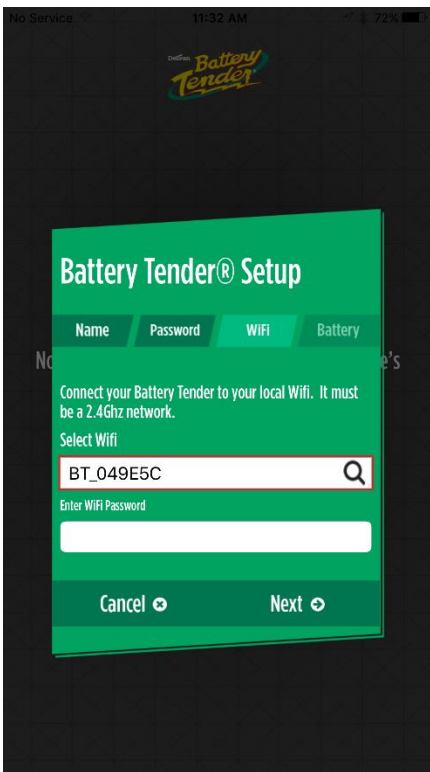 No Service 11:32 AM 72%
Deltran Battery
Tender
Battery Tender® Setup
Name Password WiFi Battery
No e's
Connect your Battery Tender to your local Wifi. It must
be a 2.4Ghz network.
Select Wifi
BT_049E5C
Enter WiFi Password
Cancel Next